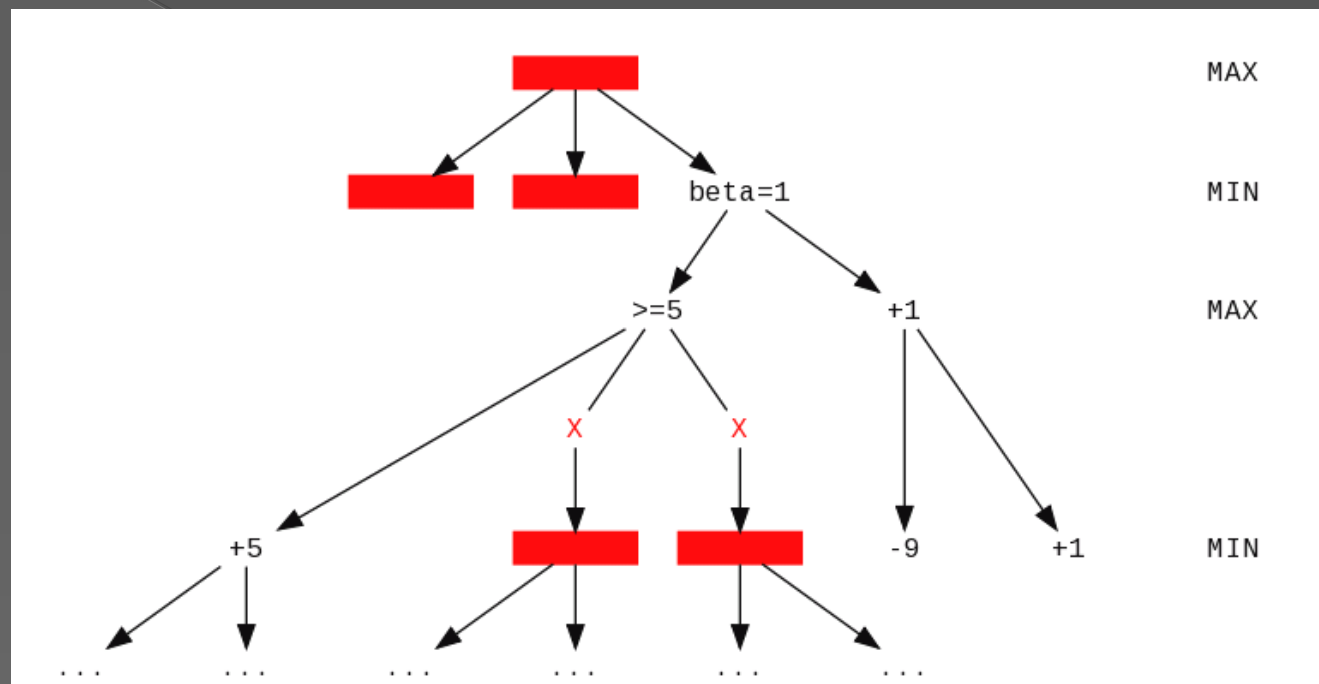 MAX
beta=1 MIN
>=5 +1 MAX
X X
+5 -9 +1 MIN
... ... ... ... ... ...